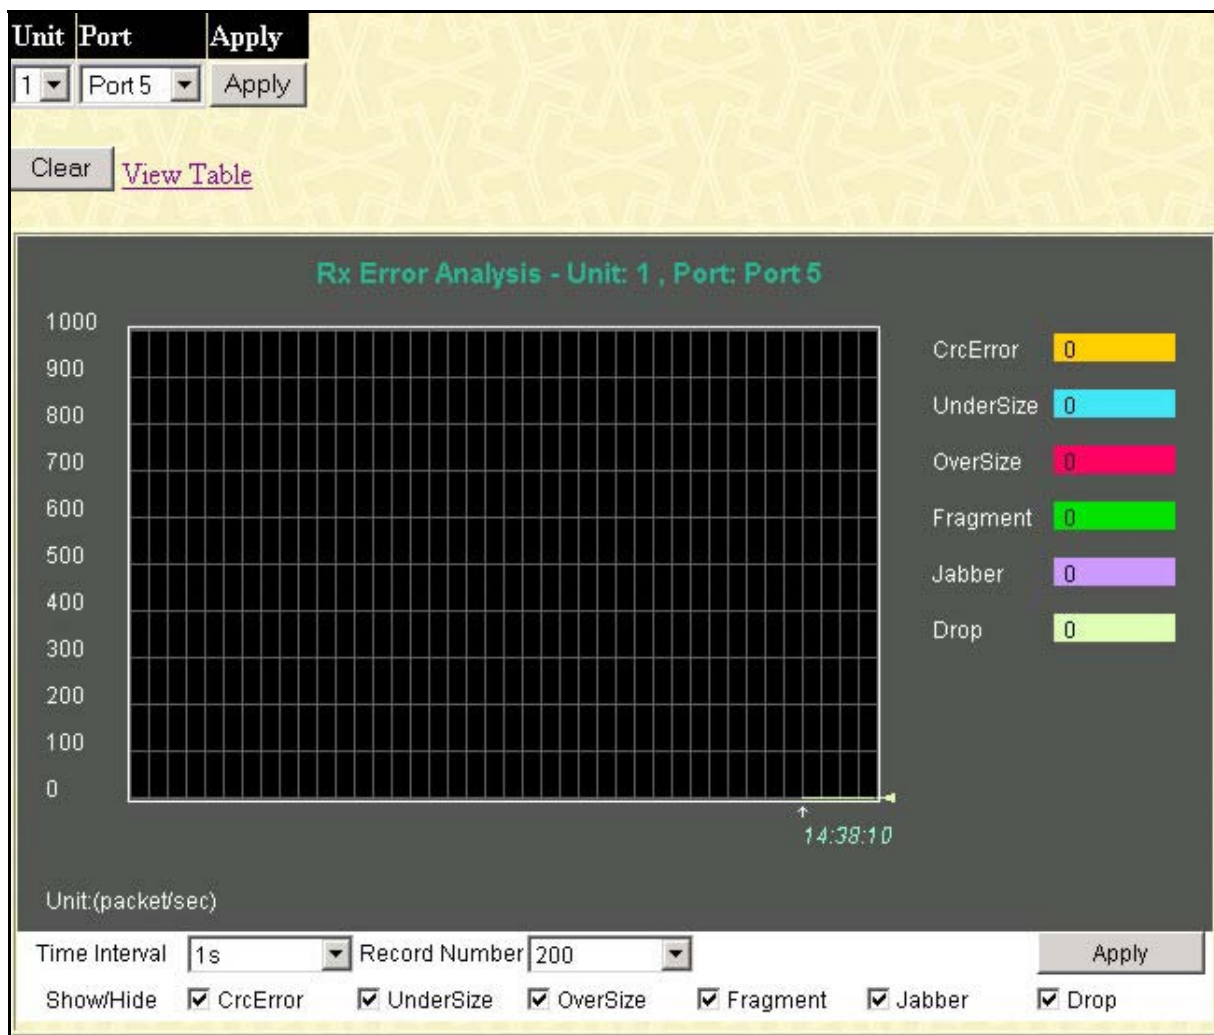 Unit Port Apply
1 Port 5 Apply
Clear View Table
Rx Error Analysis - Unit: 1 , Port: Port 5
1000
900
800
700
600
500
400
300
200
100
0
14:38:10
CrcError 0
UnderSize 0
OverSize 0
Fragment 0
Jabber 0
Drop 0
Unit:(packet/sec)
Time Interval 1s Record Number 200 Apply
Show/Hide CrcError UnderSize OverSize Fragment Jabber Drop